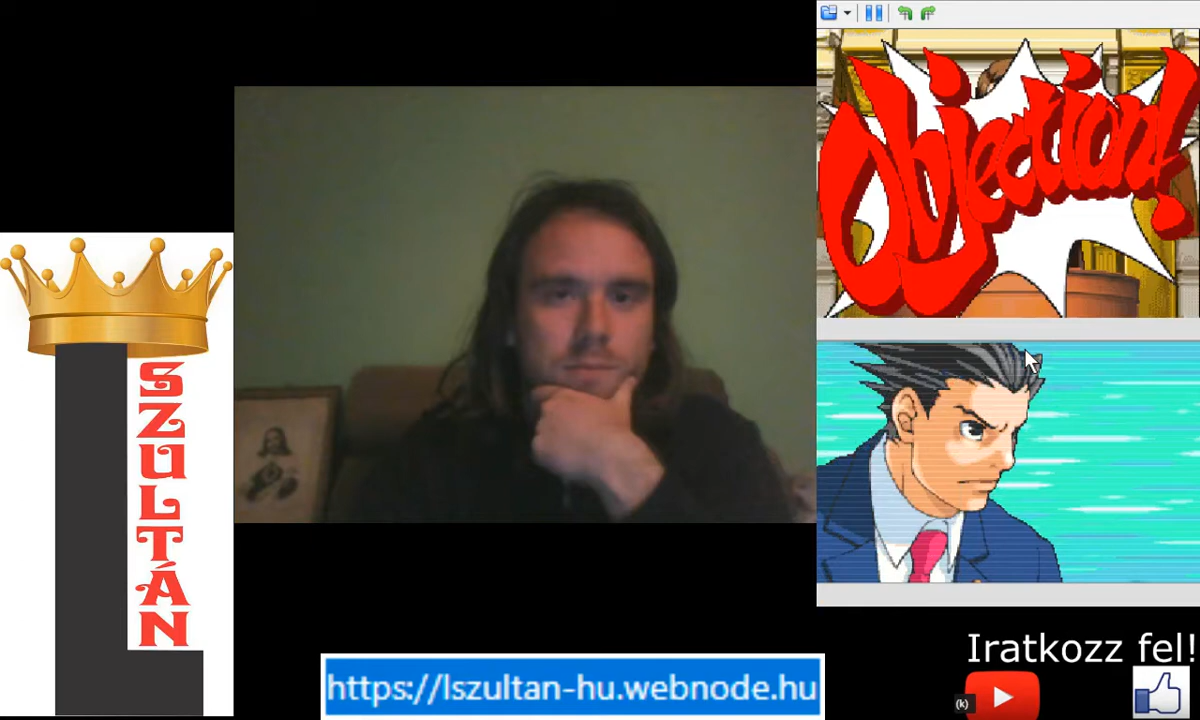 Objection!
L
SZULTÁN
https://lszultan-hu.webnode.hu
Iratkozz fel!
(k)